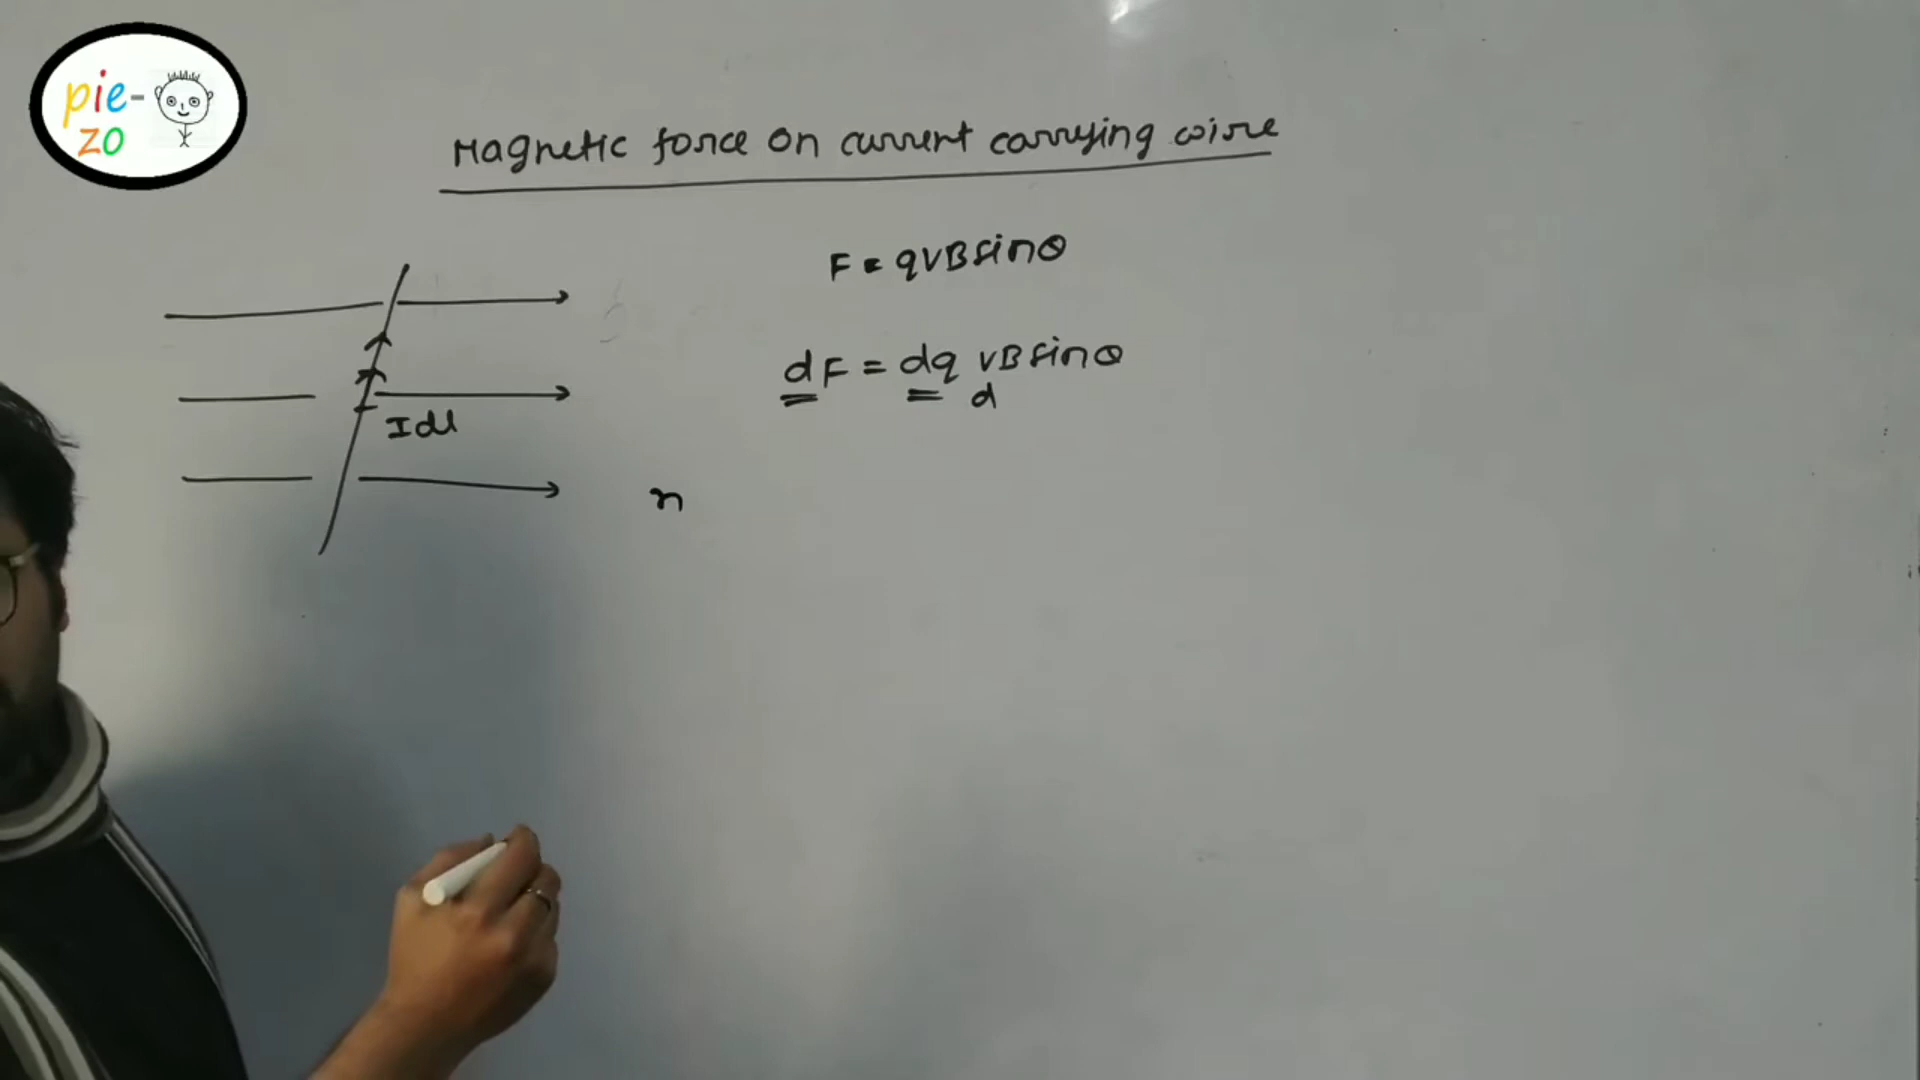 pie-
zo
Magnetic force on current carrying wire
F = qVB sinθ
dF = dq VB sinθ
d
Idl
n